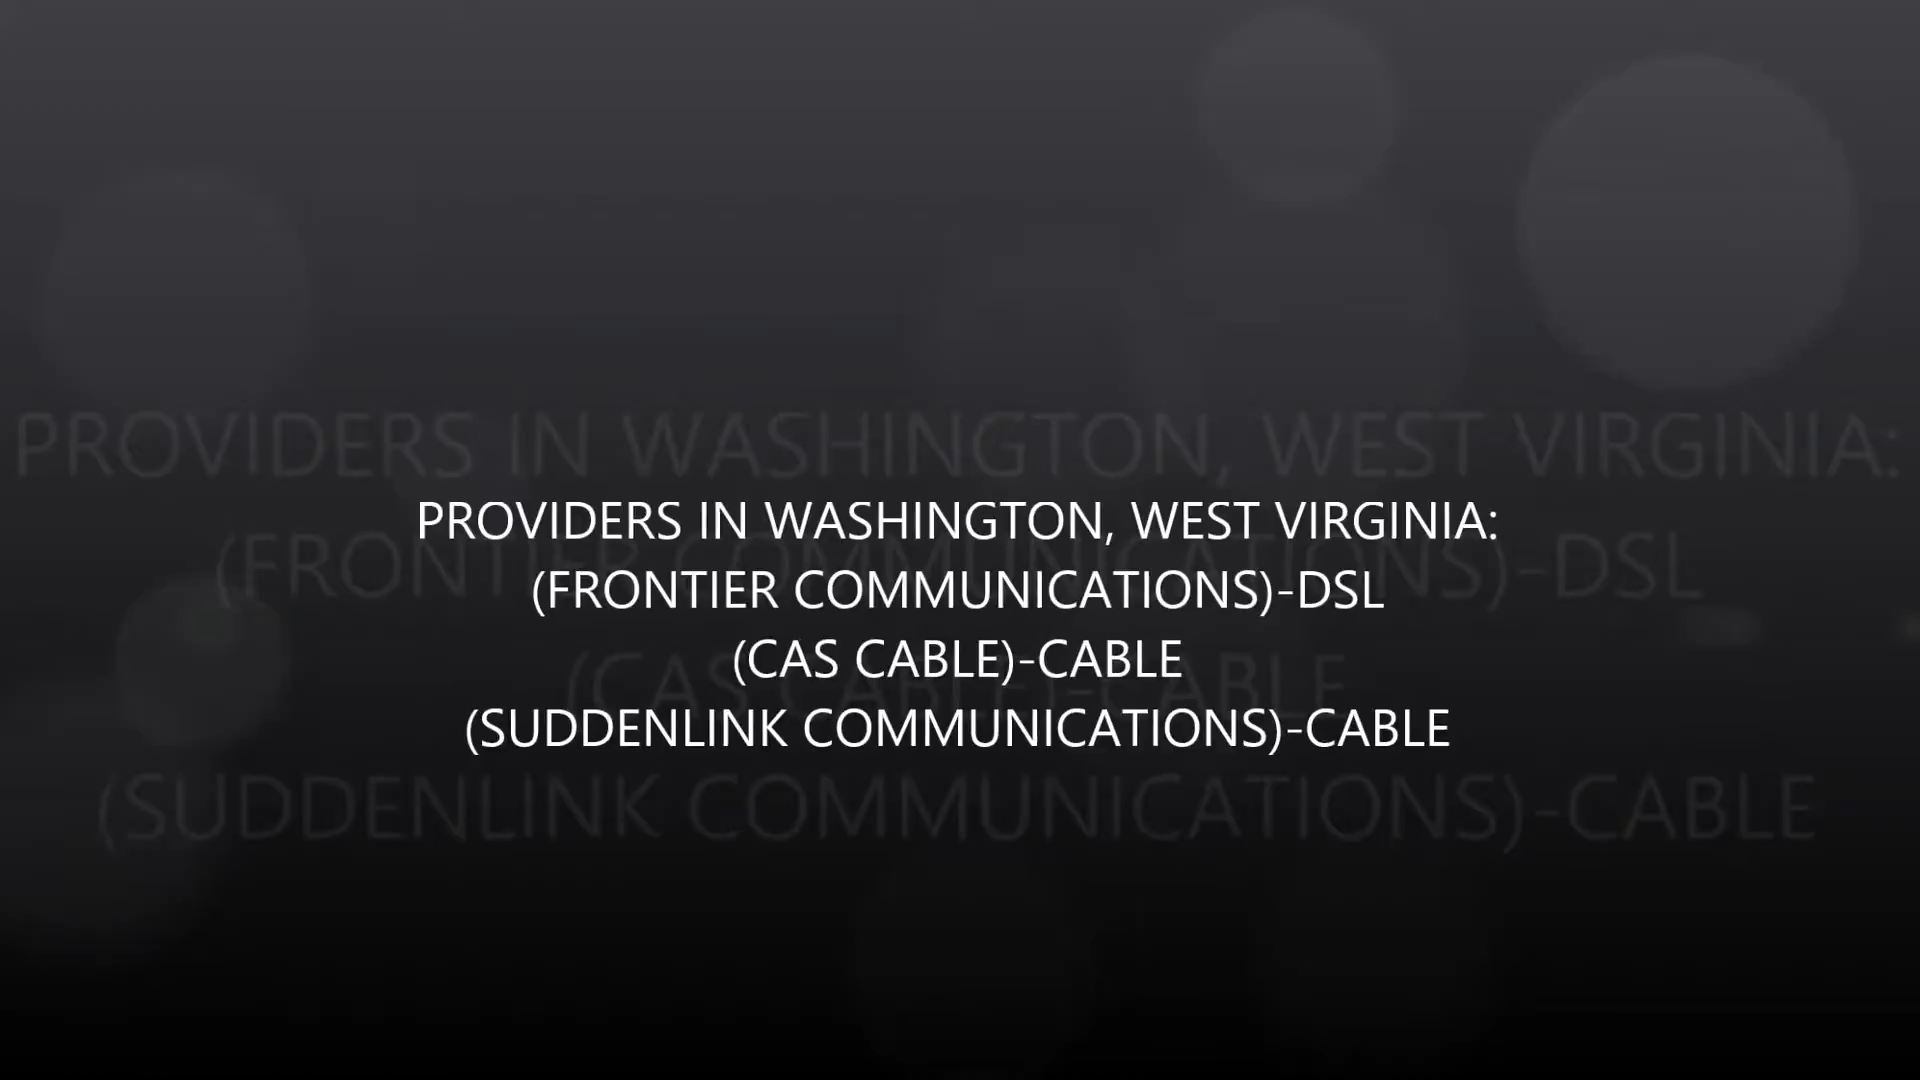 PROVIDERS IN WASHINGTON, WEST VIRGINIA:
(FRONTIER COMMUNICATIONS)-DSL
(CAS CABLE)-CABLE
(SUDDENLINK COMMUNICATIONS)-CABLE